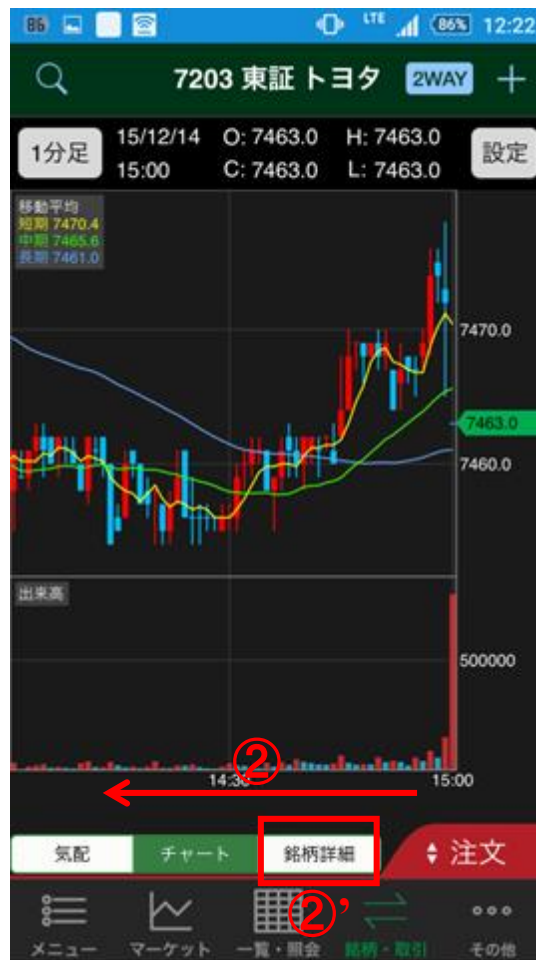 86 LTE 86% 12:22
7203 東証 トヨタ 2WAY
1分足 15/12/14 O: 7463.0 H: 7463.0 設定
15:00 C: 7463.0 L: 7463.0
移動平均
短期 7470.4
中期 7465.6
長期 7461.0
7470.0
7463.0
7460.0
出来高
500000
②
14:30 15:00
気配 チャート 銘柄詳細 注文
②’
メニュー マーケット 一覧・照会 銘柄・取引 その他